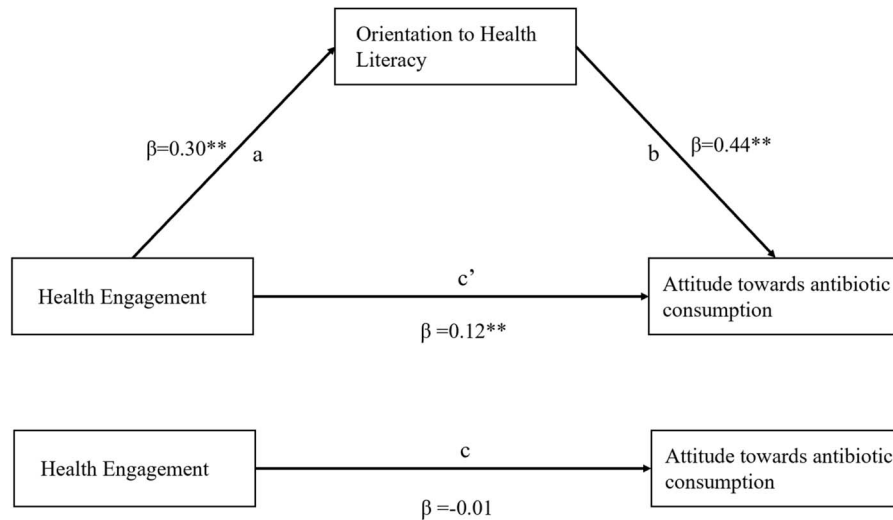 Orientation to Health
Literacy
β=0.30**
a
b
β=0.44**
Health Engagement
c’
β =0.12**
Attitude towards antibiotic
consumption
Health Engagement
c
β =-0.01
Attitude towards antibiotic
consumption